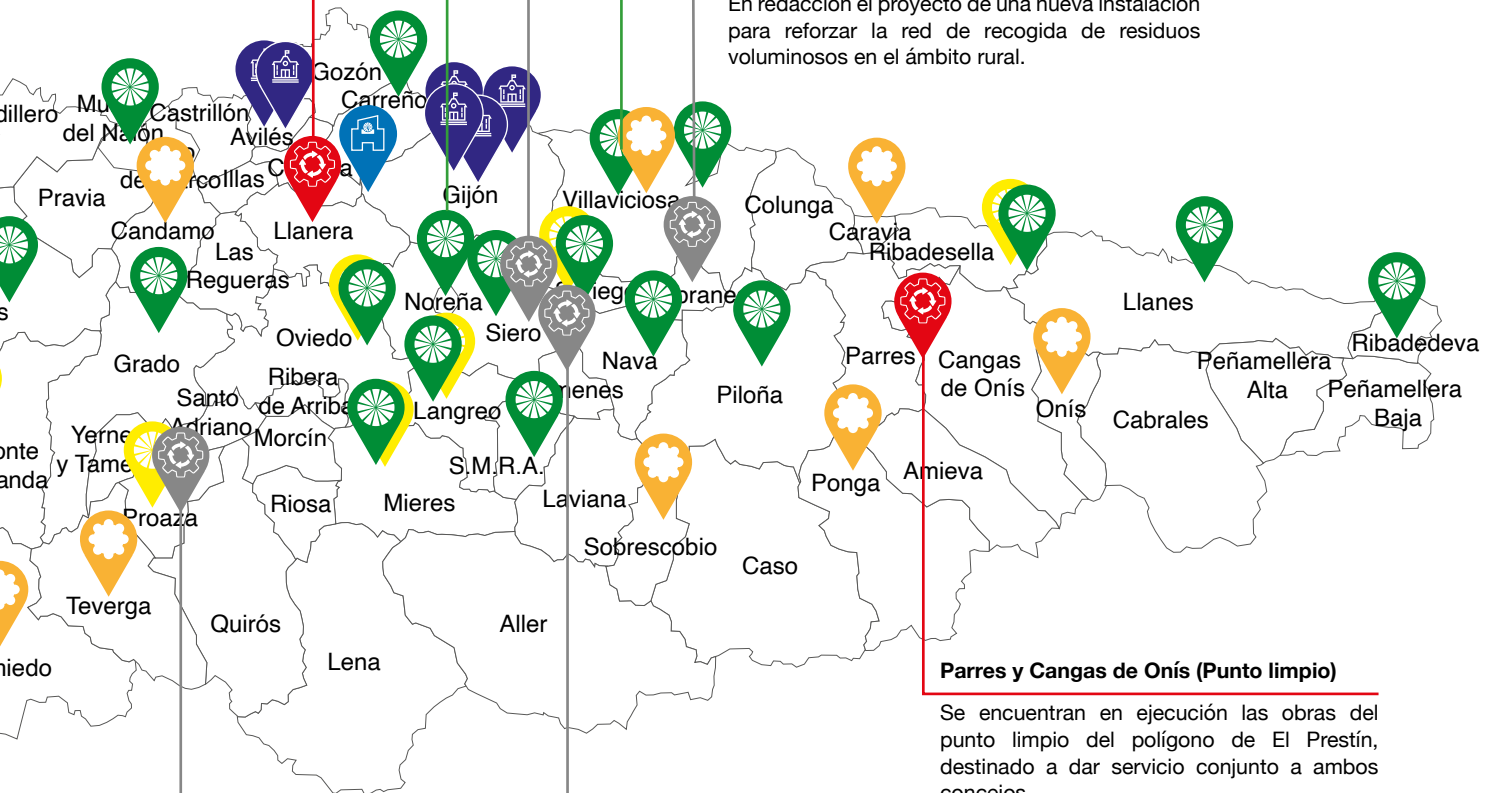 En redacción el proyecto de una nueva instalación
para reforzar la red de recogida de residuos
voluminosos en el ámbito rural.
Gozón
Carreño
dillero
Castrillón
del Nalón
Avilés
Illas
Pravia
Gijón
Villaviciosa
Colunga
Candamo
Llanera
Caravia
Ribadesella
Las
Regueras
Noreña
Llanes
Siero
Oviedo
Grado
Nava
Parres
Cangas
de Onís
Ribadedeva
Peñamellera
Alta
Peñamellera
Baja
Ribera
de Arriba
Santo
Adriano
Langreo
Piloña
Onís
Cabrales
Morcín
S.M.R.A.
Ponga
Amieva
Riosa
Mieres
Laviana
Proaza
Sobrescobio
Caso
Teverga
Quirós
Aller
Lena
Parres y Cangas de Onís (Punto limpio)
Se encuentran en ejecución las obras del
punto limpio del polígono de El Prestín,
destinado a dar servicio conjunto a ambos
concejos.